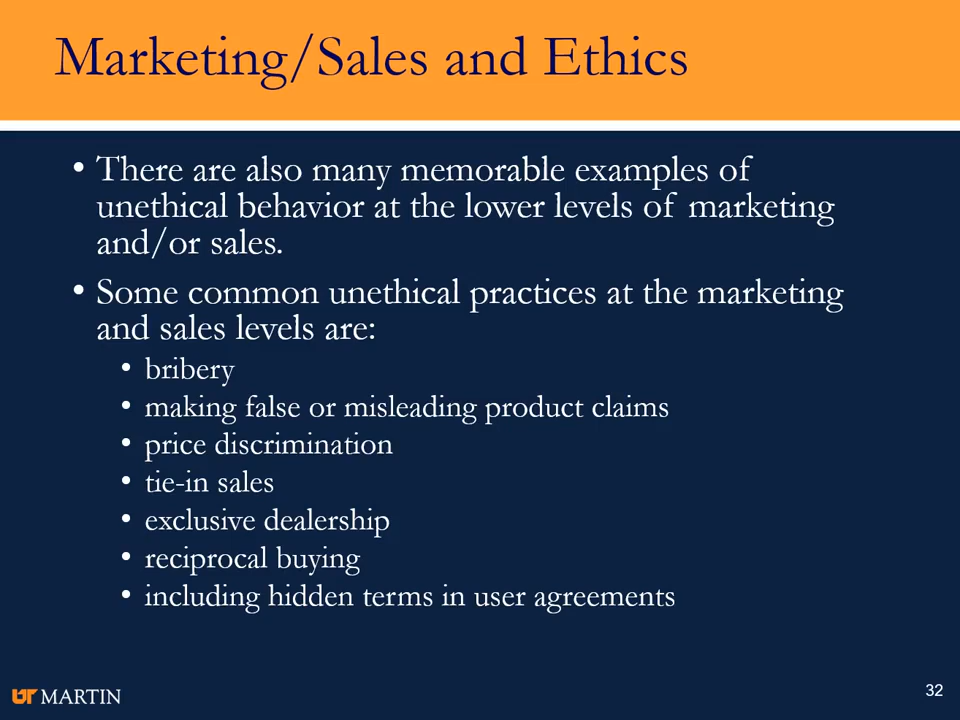 Marketing/Sales and Ethics
• There are also many memorable examples of
unethical behavior at the lower levels of marketing
and/or sales.
• Some common unethical practices at the marketing
and sales levels are:
• bribery
• making false or misleading product claims
• price discrimination
• tie-in sales
• exclusive dealership
• reciprocal buying
• including hidden terms in user agreements
UT MARTIN
32